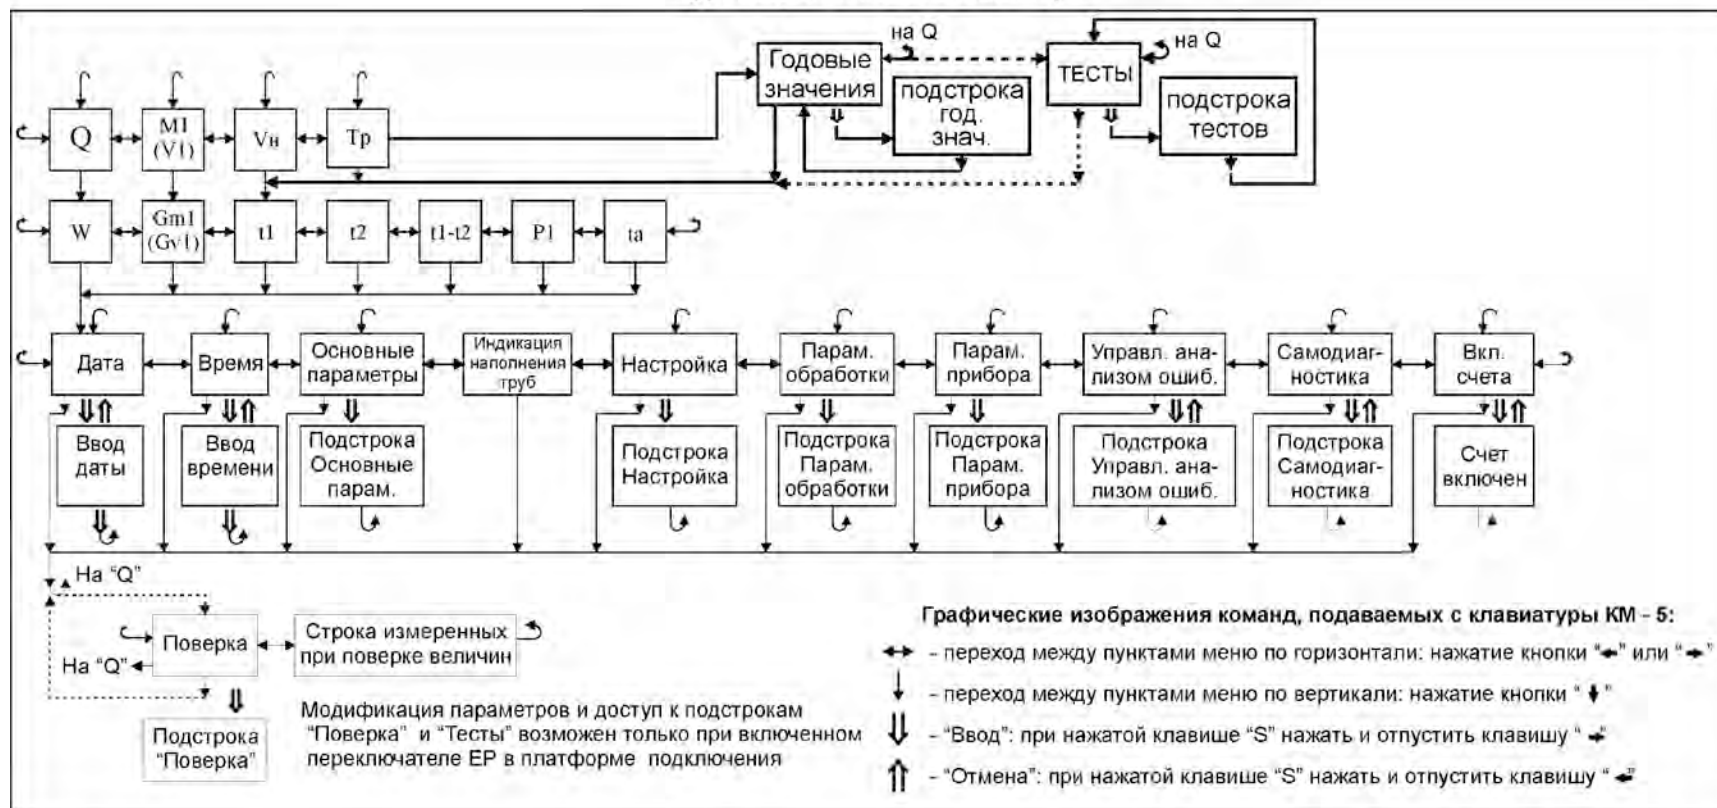 на Q
на Q
Годовые
значения
ТЕСТЫ
подстрока
год.
знач.
подстрока
тестов
Q
M1
(V1)
Vн
Тр
W
Gm1
(Gv1)
t1
t2
t1-t2
P1
ta
Дата
Время
Основные
параметры
Индикация
наполнения
труб
Настройка
Парам.
обработки
Парам.
прибора
Управл. ана-
лизом ошиб.
Самодиаг-
ностика
Вкл.
счета
Ввод
даты
Ввод
времени
Подстрока
Основные
парам.
Подстрока
Настройка
Подстрока
Парам.
обработки
Подстрока
Парам.
прибора
Подстрока
Управл. ана-
лизом ошиб.
Подстрока
Самодиаг-
ностика
Счет
включен
На “Q”
Поверка
Строка измеренных
при поверке величин
На “Q”
Подстрока
“Поверка”
Модификация параметров и доступ к подстрокам
“Поверка” и “Тесты” возможен только при включенном
переключателе ЕР в платформе подключения
Графические изображения команд, подаваемых с клавиатуры КМ - 5:
- переход между пунктами меню по горизонтали: нажатие кнопки “←” или “→”
- переход между пунктами меню по вертикали: нажатие кнопки “↓”
- “Ввод”: при нажатой клавише “S” нажать и отпустить клавишу “→”
- “Отмена”: при нажатой клавише “S” нажать и отпустить клавишу “←”